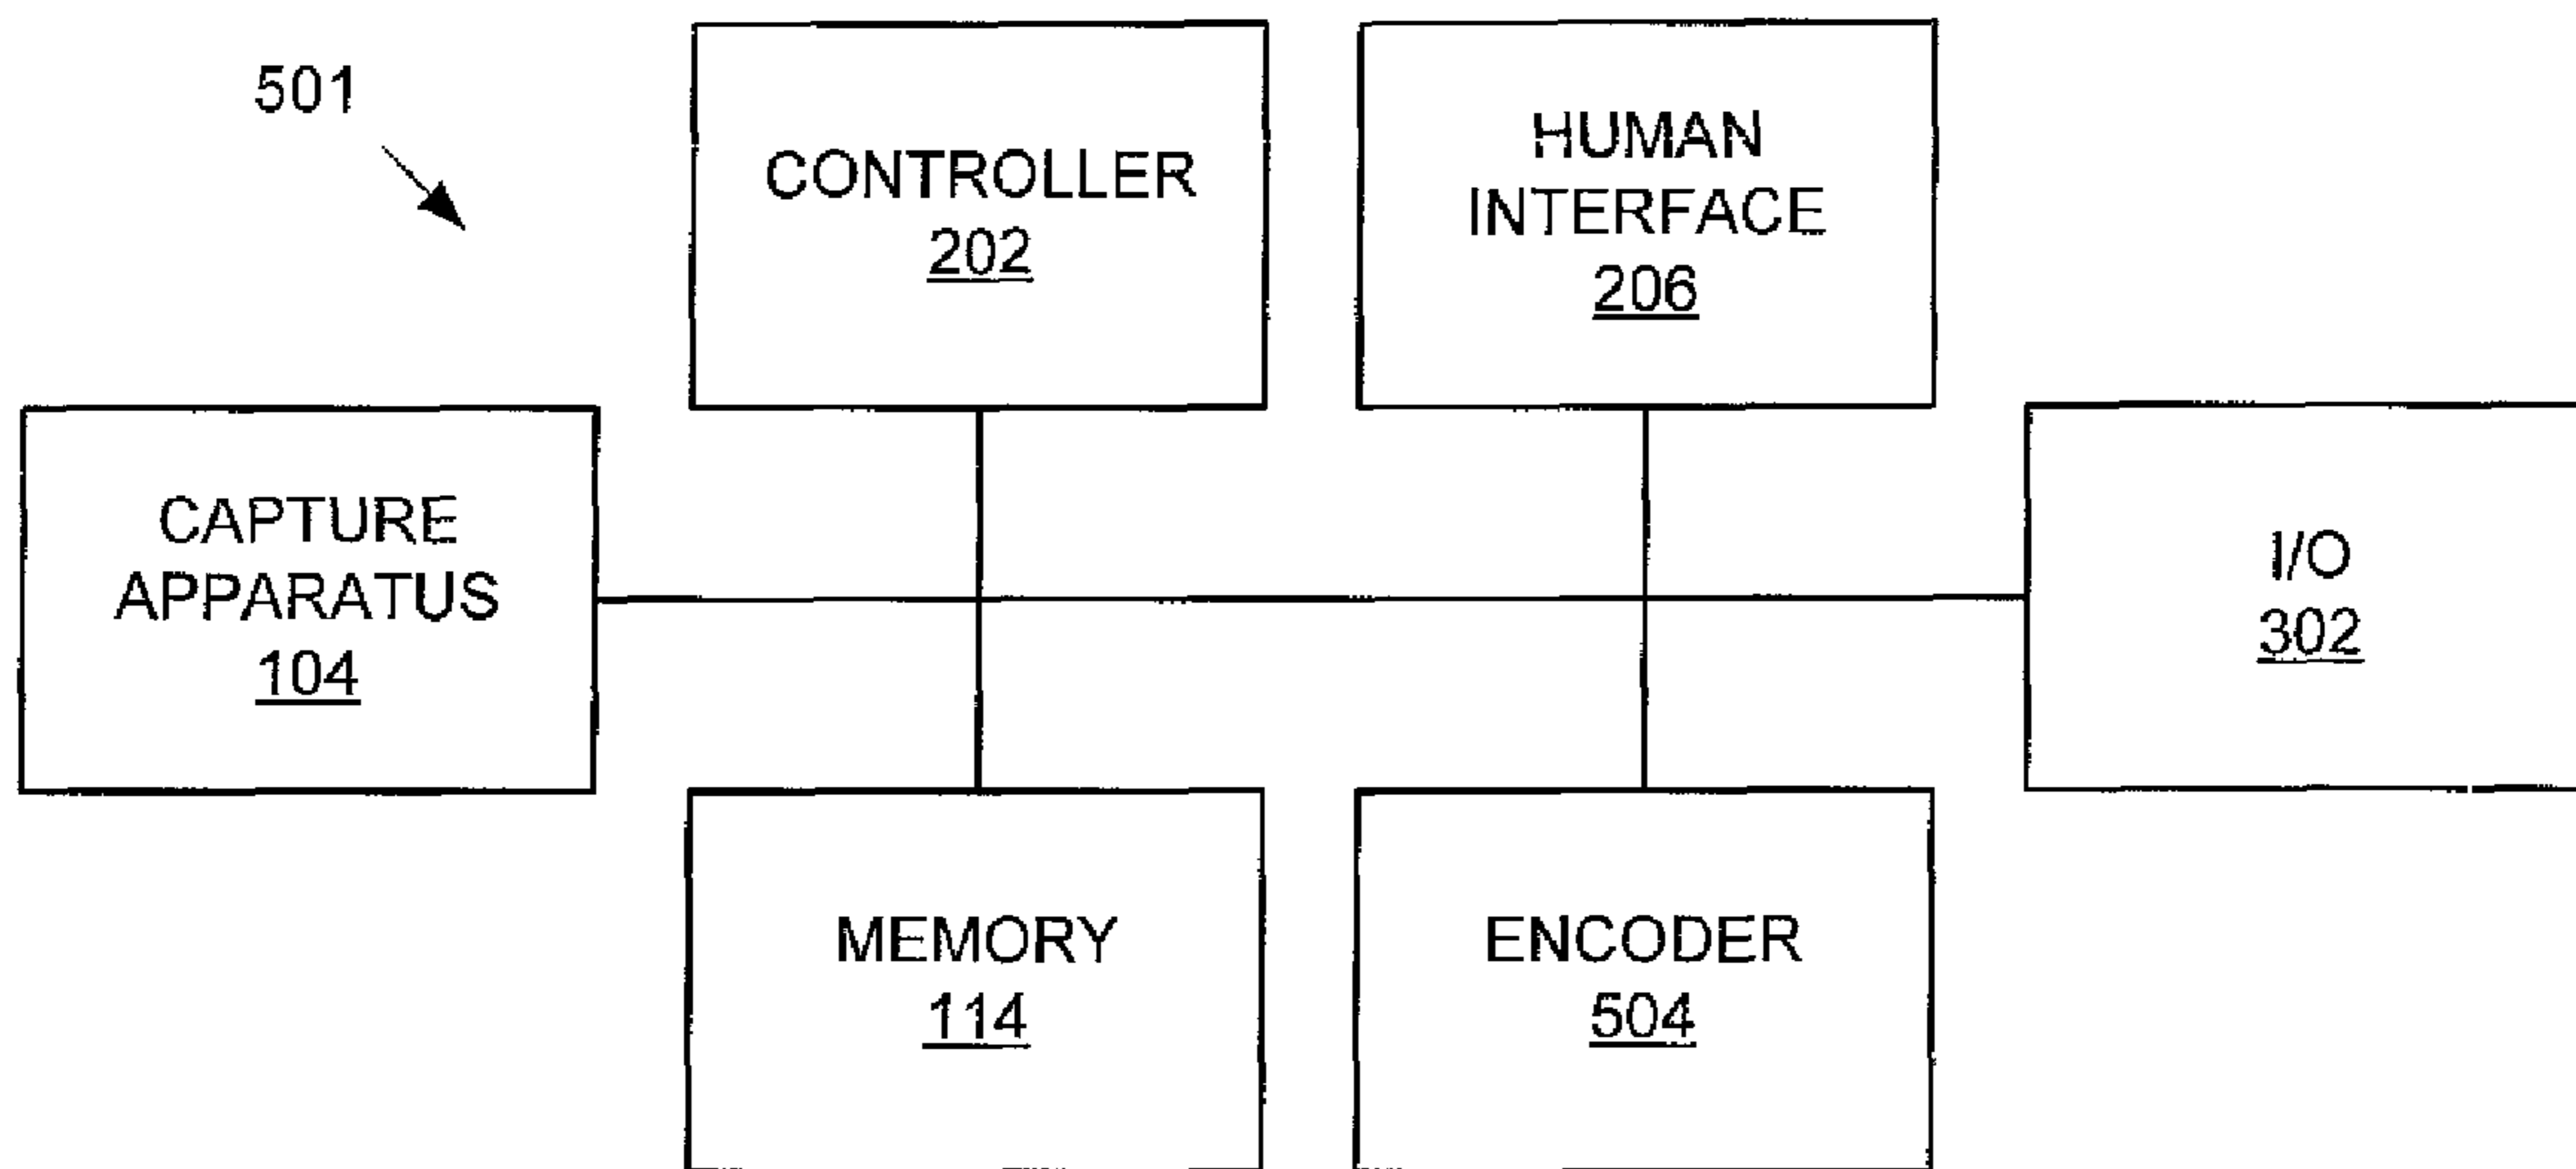 501
CONTROLLER
202
HUMAN
INTERFACE
206
CAPTURE
APPARATUS
104
I/O
302
MEMORY
114
ENCODER
504